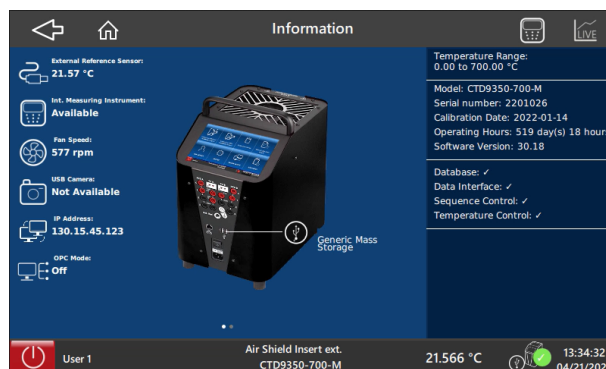 Information
LIVE
External Reference Sensor:
21.57 °C
Int. Measuring Instrument:
Available
Fan Speed:
577 rpm
USB Camera:
Not Available
IP Address:
130.15.45.123
OPC Mode:
Off
Generic Mass
Storage
Temperature Range:
0.00 to 700.00 °C
Model: CTD9350-700-M
Serial number: 2201026
Calibration Date: 2022-01-14
Operating Hours: 519 day(s) 18 hour
Software Version: 30.18
Database: ✓
Data Interface: ✓
Sequence Control: ✓
Temperature Control: ✓
User 1
Air Shield Insert ext.
CTD9350-700-M
21.566 °C
13:34:32
04/21/202